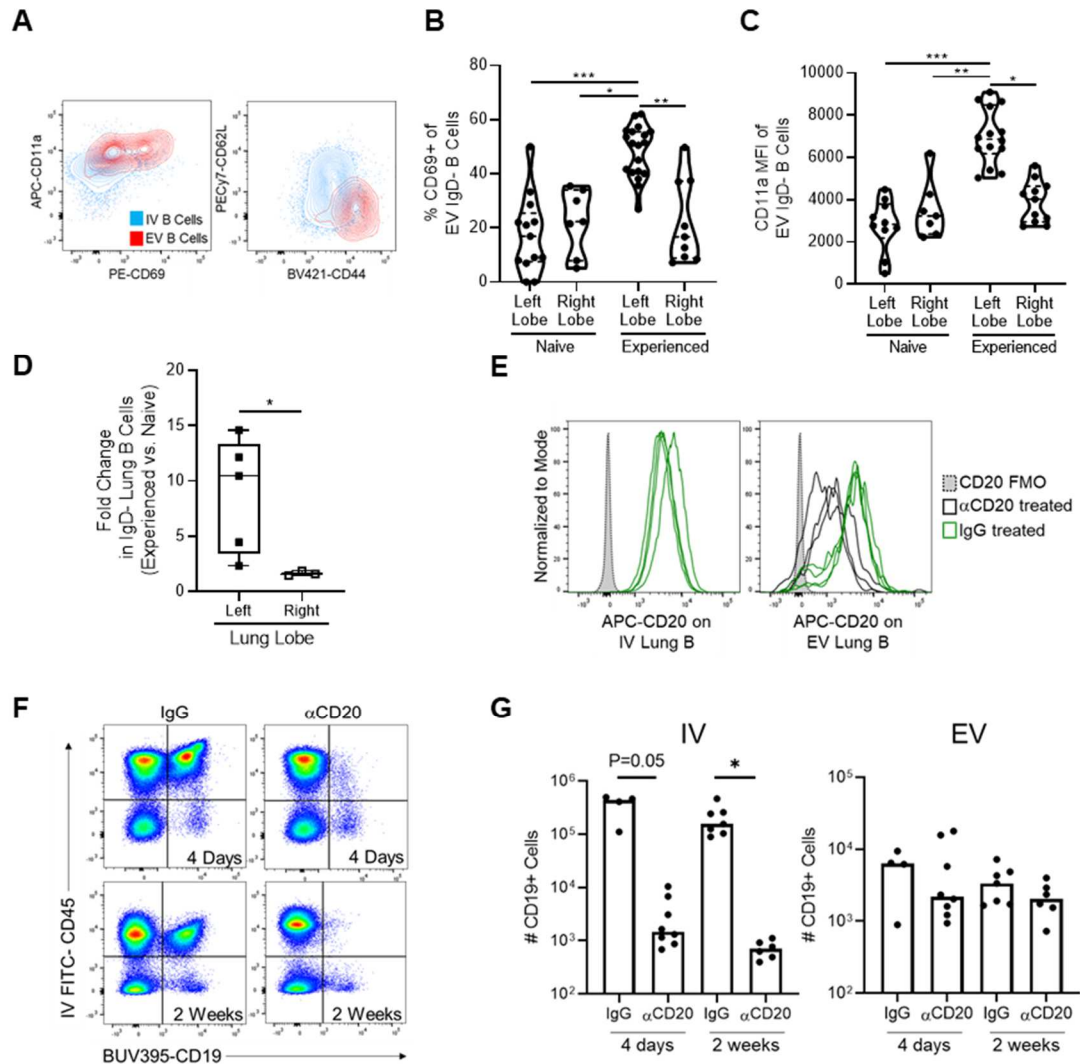 A
APC-CD11a
IV B Cells
EV B Cells
PE-CD69
PECy7-CD62L
BV421-CD44
B
% CD69+ of
EV IgD- B Cells
80
60
40
20
0
***
*
**
Left Lobe
Right Lobe
Left Lobe
Right Lobe
Naive
Experienced
C
CD11a MFI of
EV IgD- B Cells
10000
8000
6000
4000
2000
0
***
**
*
Left Lobe
Right Lobe
Left Lobe
Right Lobe
Naive
Experienced
D
Fold Change
in IgD- Lung B Cells
(Experienced vs. Naive)
20
15
10
5
0
*
Left
Right
Lung Lobe
E
Normalized to Mode
100
80
60
40
20
0
APC-CD20 on
IV Lung B
100
80
60
40
20
0
APC-CD20 on
EV Lung B
CD20 FMO
αCD20 treated
IgG treated
F
IgG
αCD20
4 Days
4 Days
2 Weeks
2 Weeks
IV FITC- CD45
BUV395-CD19
G
IV
# CD19+ Cells
10⁶
10⁵
10⁴
10³
10²
P=0.05
*
IgG αCD20 IgG αCD20
4 days
2 weeks
EV
# CD19+ Cells
10⁵
10⁴
10³
10²
IgG αCD20 IgG αCD20
4 days
2 weeks